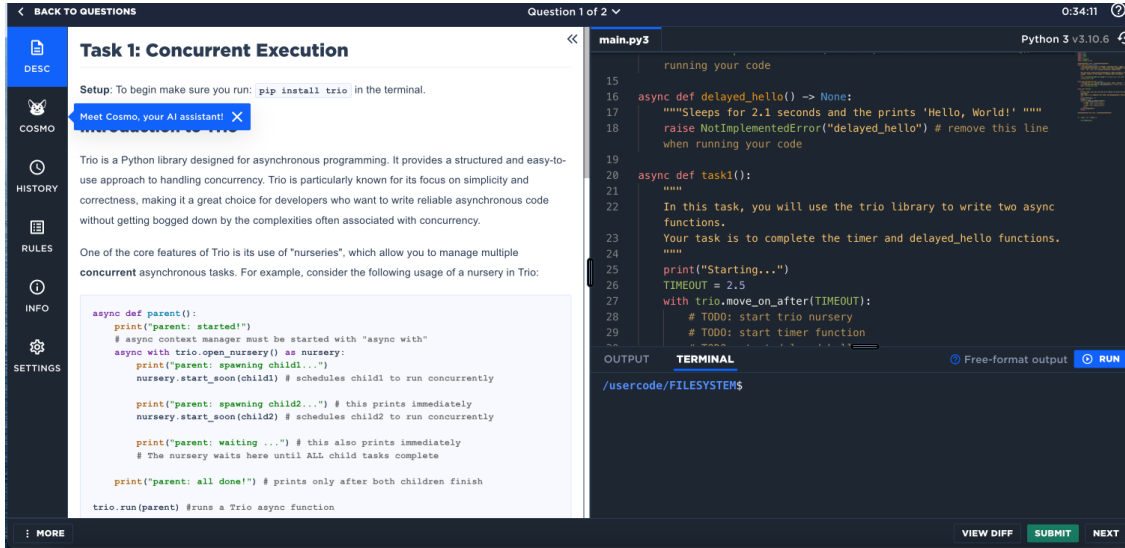 BACK TO QUESTIONS
Question 1 of 2
0:34:11
DESC
COSMO
HISTORY
RULES
INFO
SETTINGS
MORE
Task 1: Concurrent Execution
Setup: To begin make sure you run: pip install trio in the terminal.
Meet Cosmo, your AI assistant!
Introduction to Trio
Trio is a Python library designed for asynchronous programming. It provides a structured and easy-to-
use approach to handling concurrency. Trio is particularly known for its focus on simplicity and
correctness, making it a great choice for developers who want to write reliable asynchronous code
without getting bogged down by the complexities often associated with concurrency.
One of the core features of Trio is its use of "nurseries", which allow you to manage multiple
concurrent asynchronous tasks. For example, consider the following usage of a nursery in Trio:
async def parent():
print("parent: started!")
# async context manager must be started with "async with"
async with trio.open_nursery() as nursery:
print("parent: spawning child1...")
nursery.start_soon(child1) # schedules child1 to run concurrently
print("parent: spawning child2...") # this prints immediately
nursery.start_soon(child2) # schedules child2 to run concurrently
print("parent: waiting ...") # this also prints immediately
# The nursery waits here until ALL child tasks complete
print("parent: all done!") # prints only after both children finish
trio.run(parent) #runs a Trio async function
main.py3
Python 3 v3.10.6
running your code
15
16 async def delayed_hello() -> None:
17 """Sleeps for 2.1 seconds and the prints 'Hello, World!' """
18 raise NotImplementedError("delayed_hello") # remove this line
when running your code
19
20 async def task1():
21 """
22 In this task, you will use the trio library to write two async
functions.
23 Your task is to complete the timer and delayed_hello functions.
24 """
25 print("Starting...")
26 TIMEOUT = 2.5
27 with trio.move_on_after(TIMEOUT):
28 # TODO: start trio nursery
29 # TODO: start timer function
OUTPUT
TERMINAL
Free-format output
RUN
/usercode/FILESYSTEM$
VIEW DIFF
SUBMIT
NEXT